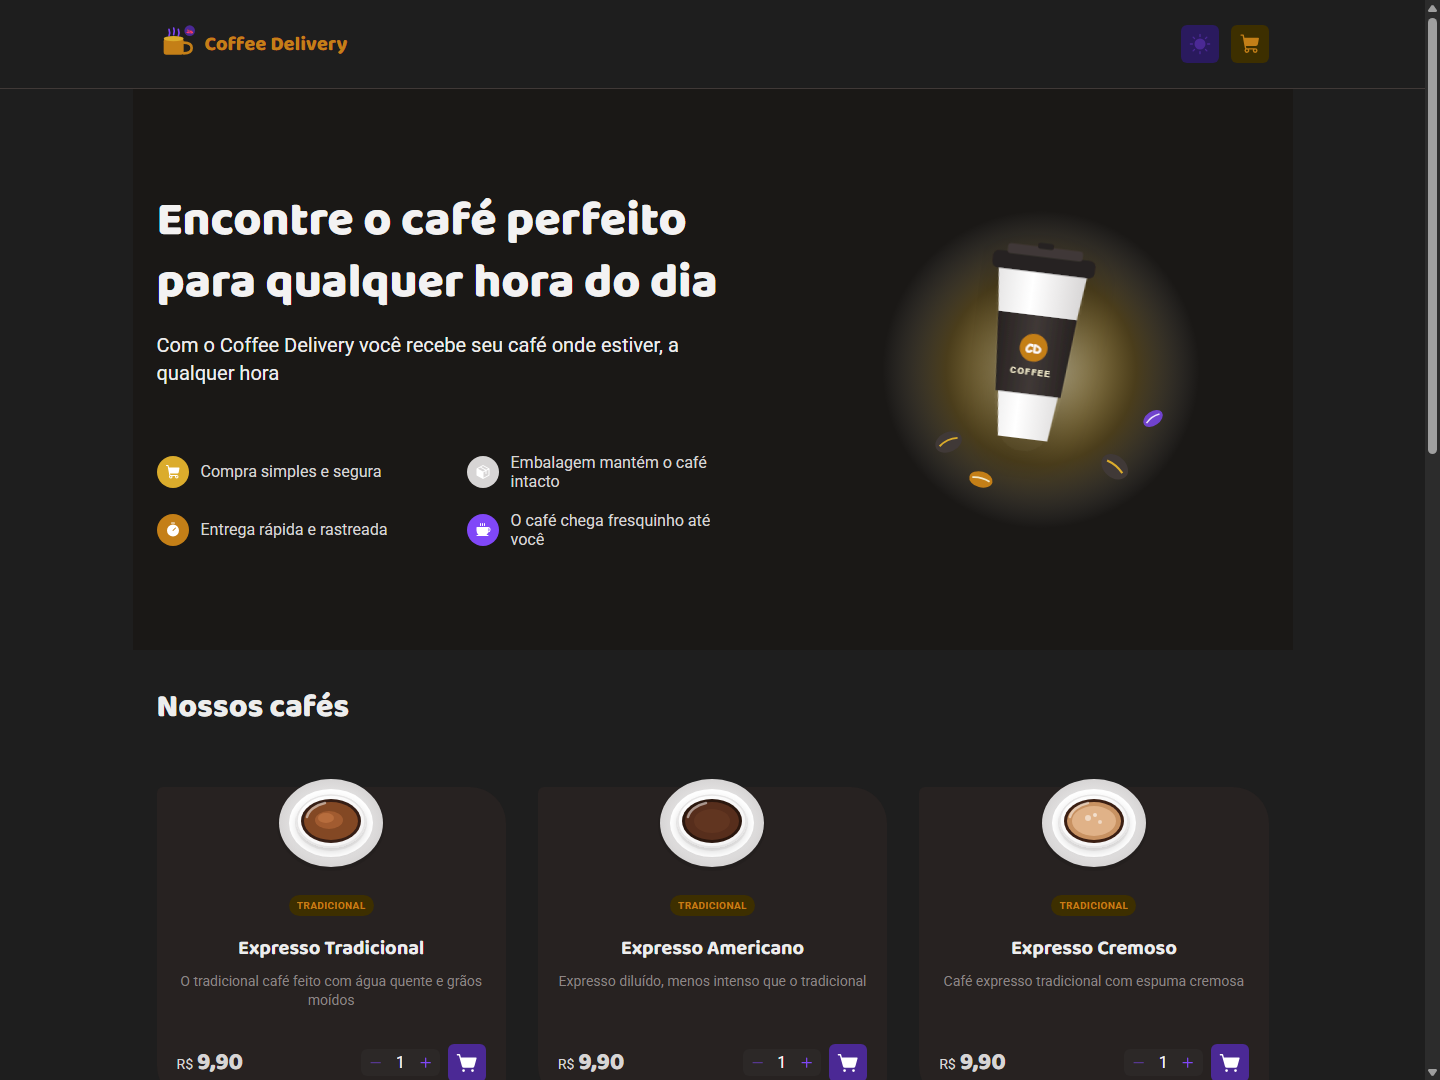 Coffee Delivery
Encontre o café perfeito
para qualquer hora do dia
Com o Coffee Delivery você recebe seu café onde estiver, a
qualquer hora
CD
COFFEE
Compra simples e segura
Embalagem mantém o café
intacto
Entrega rápida e rastreada
O café chega fresquinho até
você
Nossos cafés
TRADICIONAL
Expresso Tradicional
O tradicional café feito com água quente e grãos
moídos
R$ 9,90
− 1 +
TRADICIONAL
Expresso Americano
Expresso diluído, menos intenso que o tradicional
R$ 9,90
− 1 +
TRADICIONAL
Expresso Cremoso
Café expresso tradicional com espuma cremosa
R$ 9,90
− 1 +